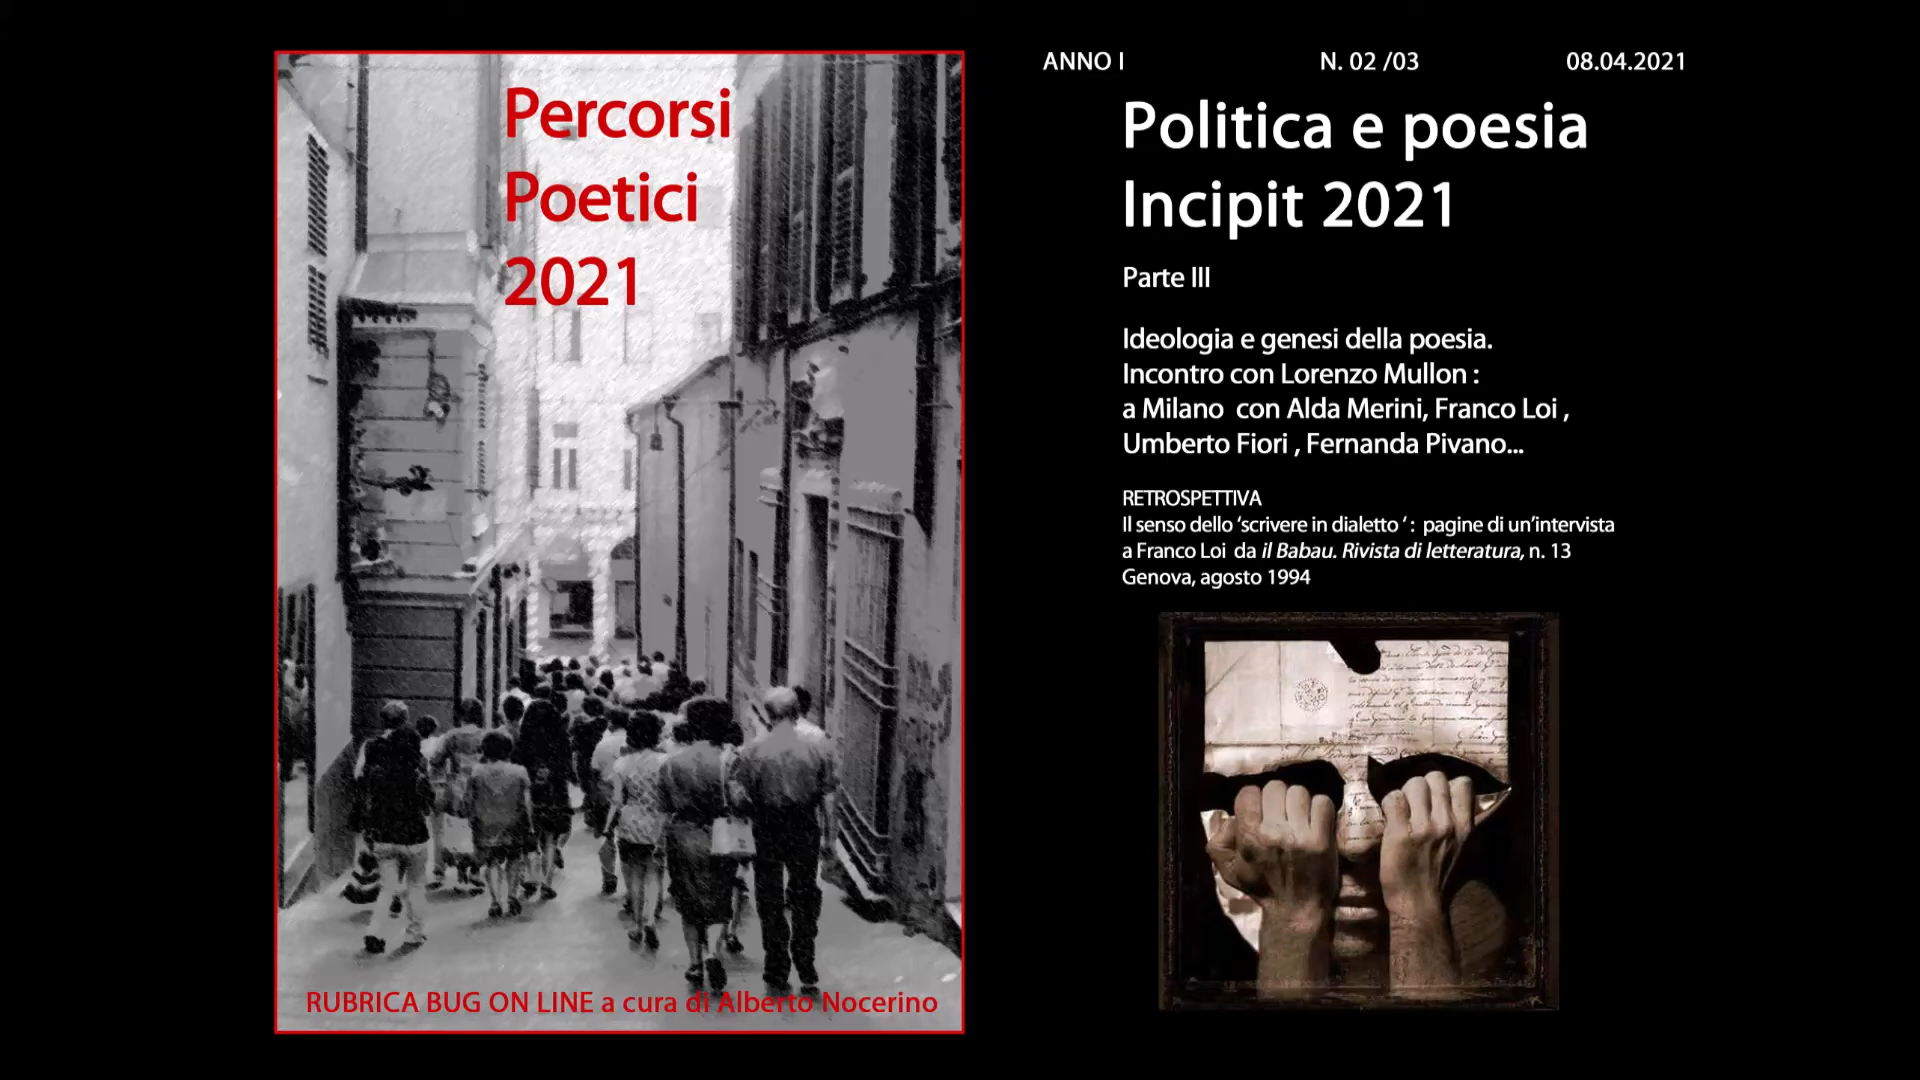 Percorsi
Poetici
2021
RUBRICA BUG ON LINE a cura di Alberto Nocerino
ANNO I N. 02 /03 08.04.2021
Politica e poesia
Incipit 2021
Parte III
Ideologia e genesi della poesia.
Incontro con Lorenzo Mullon :
a Milano con Alda Merini, Franco Loi ,
Umberto Fiori , Fernanda Pivano...
RETROSPETTIVA
Il senso dello ‘scrivere in dialetto ‘ : pagine di un’intervista
a Franco Loi da il Babau. Rivista di letteratura, n. 13
Genova, agosto 1994